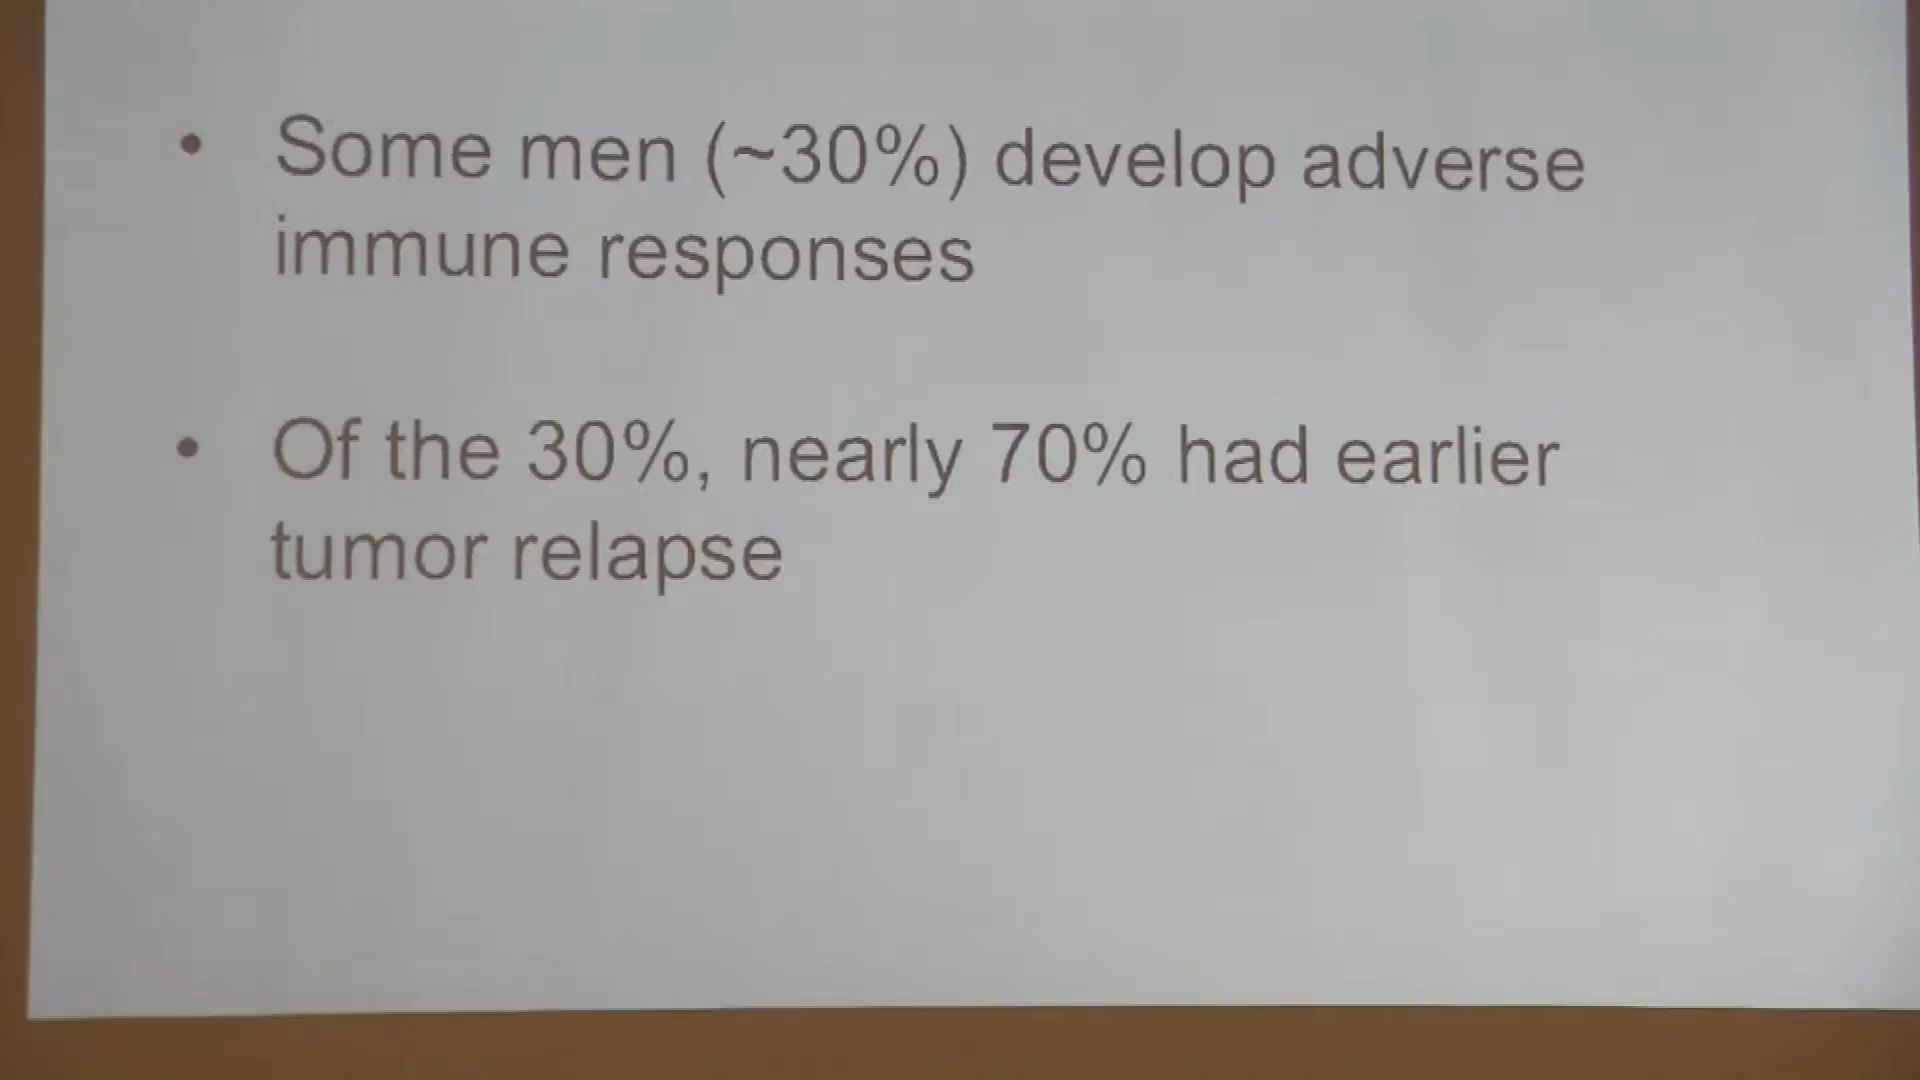 • Some men (~30%) develop adverse
immune responses
• Of the 30%, nearly 70% had earlier
tumor relapse